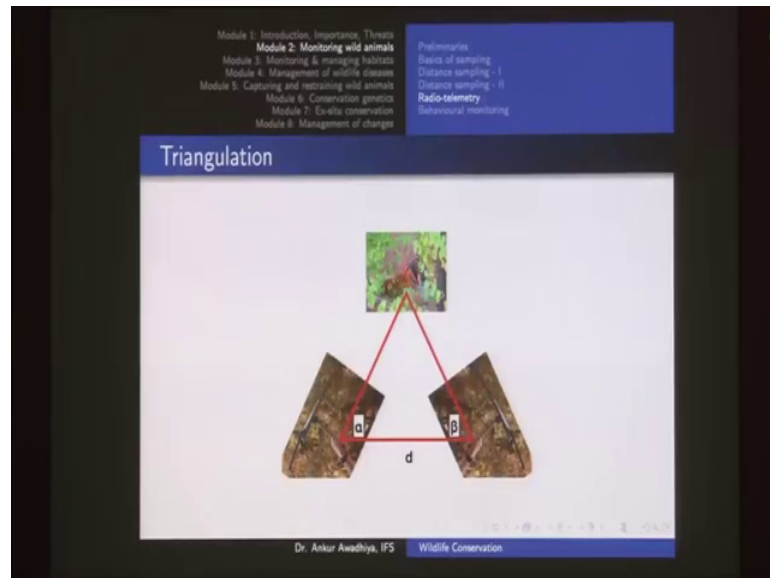 Module 1: Introduction, Importance, Threats
Module 2: Monitoring wild animals
Module 3: Monitoring & managing habitats
Module 4: Management of wildlife diseases
Module 5: Capturing and restraining wild animals
Module 6: Conservation genetics
Module 7: Ex-situ conservation
Module 8: Management of changes
Preliminaries
Basics of sampling
Distance sampling - I
Distance sampling - II
Radio-telemetry
Behavioural monitoring
Triangulation
α
β
d
Dr. Ankur Awadhiya, IFS
Wildlife Conservation